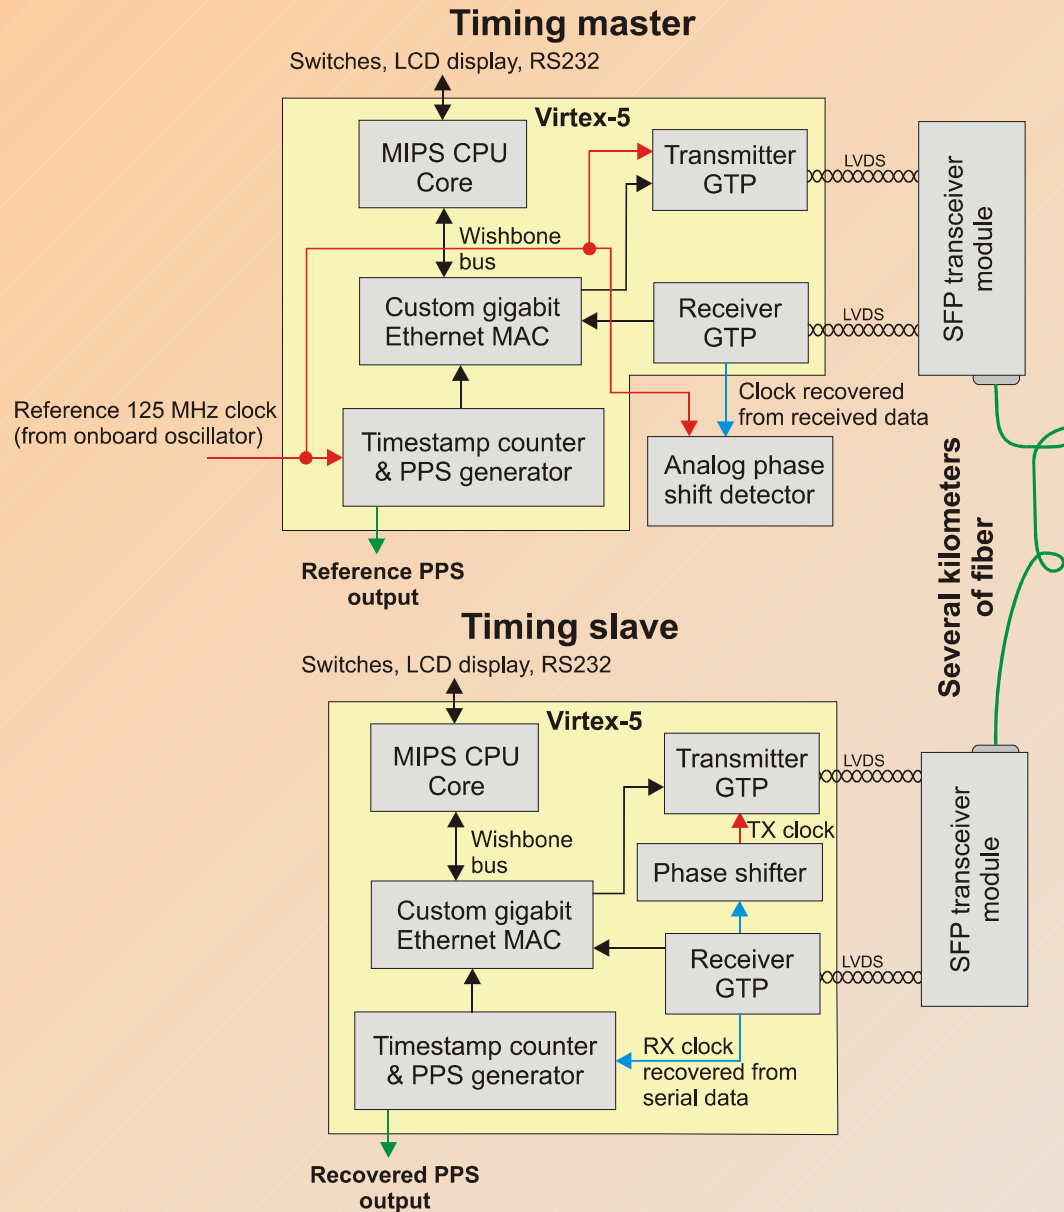 Timing master
Switches, LCD display, RS232
Virtex-5
MIPS CPU
Core
Transmitter
GTP
LVDS
SFP transceiver
module
Wishbone
bus
Custom gigabit
Ethernet MAC
Receiver
GTP
LVDS
Reference 125 MHz clock
(from onboard oscillator)
Clock recovered
from received data
Timestamp counter
& PPS generator
Analog phase
shift detector
Several kilometers
of fiber
Reference PPS
output
Timing slave
Switches, LCD display, RS232
Virtex-5
MIPS CPU
Core
Transmitter
GTP
LVDS
SFP transceiver
module
TX clock
Wishbone
bus
Phase shifter
Custom gigabit
Ethernet MAC
Receiver
GTP
LVDS
Timestamp counter
& PPS generator
RX clock
recovered from
serial data
Recovered PPS
output